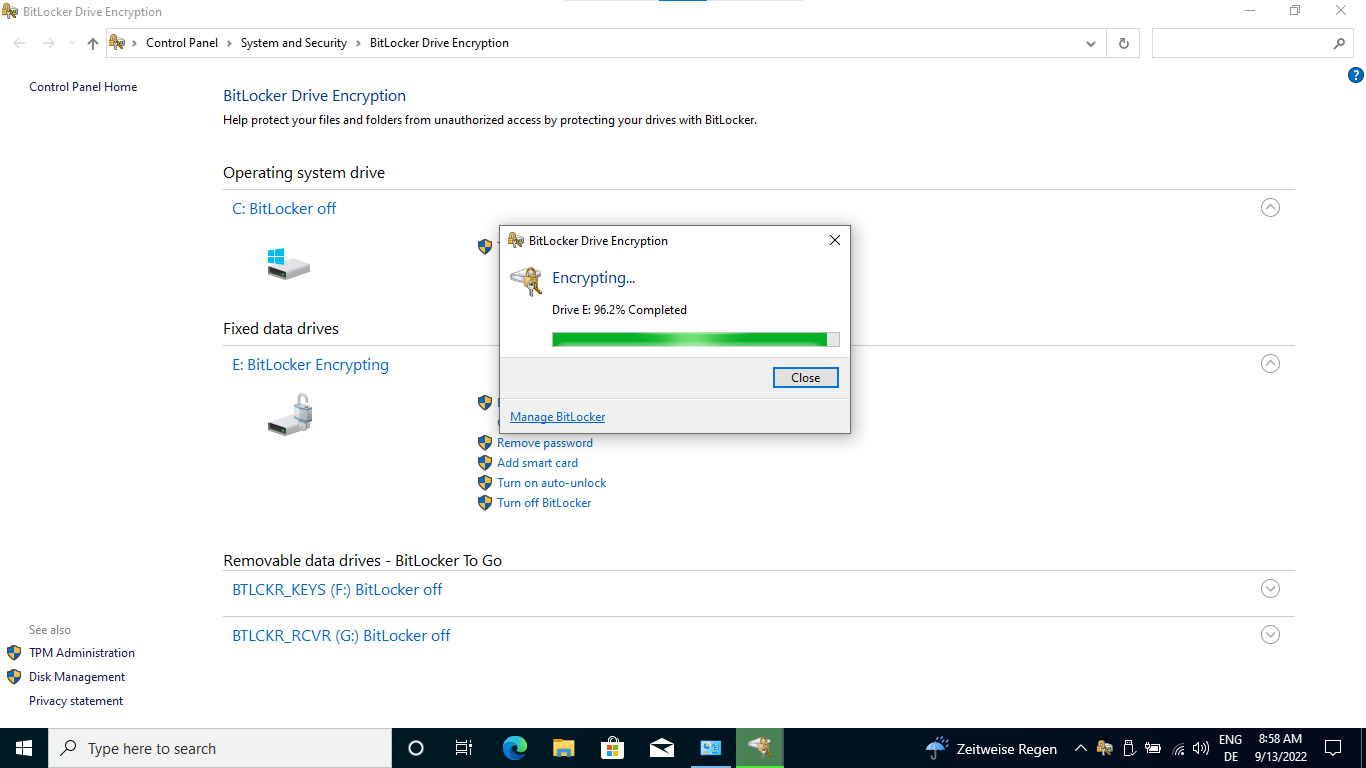 BitLocker Drive Encryption
Control Panel > System and Security > BitLocker Drive Encryption
Control Panel Home
BitLocker Drive Encryption
Help protect your files and folders from unauthorized access by protecting your drives with BitLocker.
Operating system drive
C: BitLocker off
BitLocker Drive Encryption
Encrypting...
Drive E: 96.2% Completed
Close
Manage BitLocker
Fixed data drives
E: BitLocker Encrypting
Remove password
Add smart card
Turn on auto-unlock
Turn off BitLocker
Removable data drives - BitLocker To Go
BTLCKR_KEYS (F:) BitLocker off
BTLCKR_RCVR (G:) BitLocker off
See also
TPM Administration
Disk Management
Privacy statement
Type here to search
Zeitweise Regen
ENG
DE
8:58 AM
9/13/2022